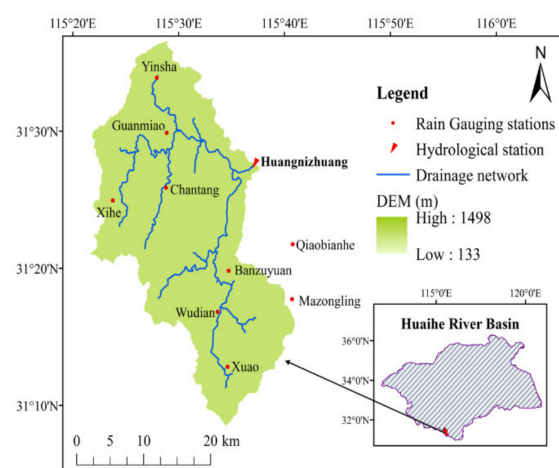 115°20'E 115°30'E 115°40'E 115°50'E 116°0'E
Yinsha
N
31°30'N
Guanmiao
Huangnizhuang
Chantang
Xihe
Qiaobianhe
31°20'N
Banzuyuan
Mazongling
Wudian
Xuao
31°10'N
0 5 10 20 km
Legend
Rain Gauging stations
Hydrological station
Drainage network
DEM (m)
High : 1498
Low : 133
115°0'E 120°0'E
Huaihe River Basin
36°0'N
34°0'N
32°0'N